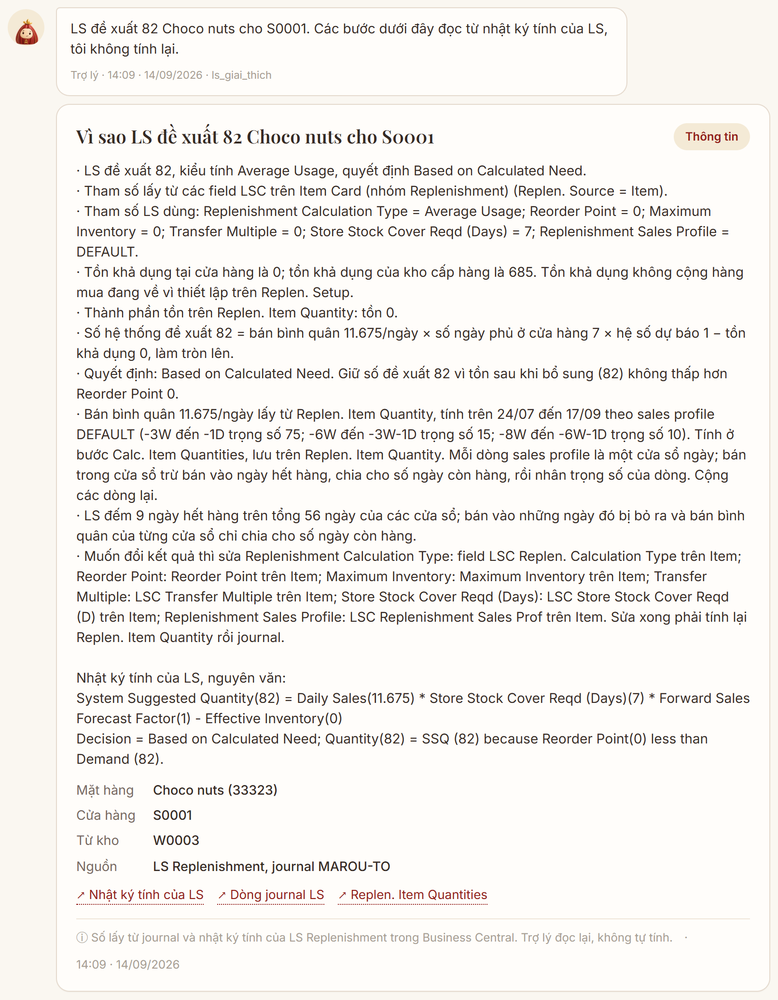 LS đề xuất 82 Choco nuts cho S0001. Các bước dưới đây đọc từ nhật ký tính của LS,
tôi không tính lại.
Trợ lý · 14:09 · 14/09/2026 · ls_giai_thich
Vì sao LS đề xuất 82 Choco nuts cho S0001
Thông tin
· LS đề xuất 82, kiểu tính Average Usage, quyết định Based on Calculated Need.
· Tham số lấy từ các field LSC trên Item Card (nhóm Replenishment) (Replen. Source = Item).
· Tham số LS dùng: Replenishment Calculation Type = Average Usage; Reorder Point = 0; Maximum
Inventory = 0; Transfer Multiple = 0; Store Stock Cover Reqd (Days) = 7; Replenishment Sales Profile =
DEFAULT.
· Tồn khả dụng tại cửa hàng là 0; tồn khả dụng của kho cấp hàng là 685. Tồn khả dụng không cộng hàng
mua đang về vì thiết lập trên Replen. Setup.
· Thành phần tồn trên Replen. Item Quantity: tồn 0.
· Số hệ thống đề xuất 82 = bán bình quân 11.675/ngày × số ngày phủ ở cửa hàng 7 × hệ số dự báo 1 − tồn
khả dụng 0, làm tròn lên.
· Quyết định: Based on Calculated Need. Giữ số đề xuất 82 vì tồn sau khi bổ sung (82) không thấp hơn
Reorder Point 0.
· Bán bình quân 11.675/ngày lấy từ Replen. Item Quantity, tính trên 24/07 đến 17/09 theo sales profile
DEFAULT (-3W đến -1D trọng số 75; -6W đến -3W-1D trọng số 15; -8W đến -6W-1D trọng số 10). Tính ở
bước Calc. Item Quantities, lưu trên Replen. Item Quantity. Mỗi dòng sales profile là một cửa sổ ngày; bán
trong cửa sổ trừ bán vào ngày hết hàng, chia cho số ngày còn hàng, rồi nhân trọng số của dòng. Cộng
các dòng lại.
· LS đếm 9 ngày hết hàng trên tổng 56 ngày của các cửa sổ; bán vào những ngày đó bị bỏ ra và bán bình
quân của từng cửa sổ chỉ chia cho số ngày còn hàng.
· Muốn đổi kết quả thì sửa Replenishment Calculation Type: field LSC Replen. Calculation Type trên Item;
Reorder Point: Reorder Point trên Item; Maximum Inventory: Maximum Inventory trên Item; Transfer
Multiple: LSC Transfer Multiple trên Item; Store Stock Cover Reqd (Days): LSC Store Stock Cover Reqd
(D) trên Item; Replenishment Sales Profile: LSC Replenishment Sales Prof trên Item. Sửa xong phải tính lại
Replen. Item Quantity rồi journal.
Nhật ký tính của LS, nguyên văn:
System Suggested Quantity(82) = Daily Sales(11.675) * Store Stock Cover Reqd (Days)(7) * Forward Sales
Forecast Factor(1) - Effective Inventory(0)
Decision = Based on Calculated Need; Quantity(82) = SSQ (82) because Reorder Point(0) less than
Demand (82).
Mặt hàng Choco nuts (33323)
Cửa hàng S0001
Từ kho W0003
Nguồn LS Replenishment, journal MAROU-TO
↗ Nhật ký tính của LS ↗ Dòng journal LS ↗ Replen. Item Quantities
ⓘ Số lấy từ journal và nhật ký tính của LS Replenishment trong Business Central. Trợ lý đọc lại, không tự tính. ·
14:09 · 14/09/2026